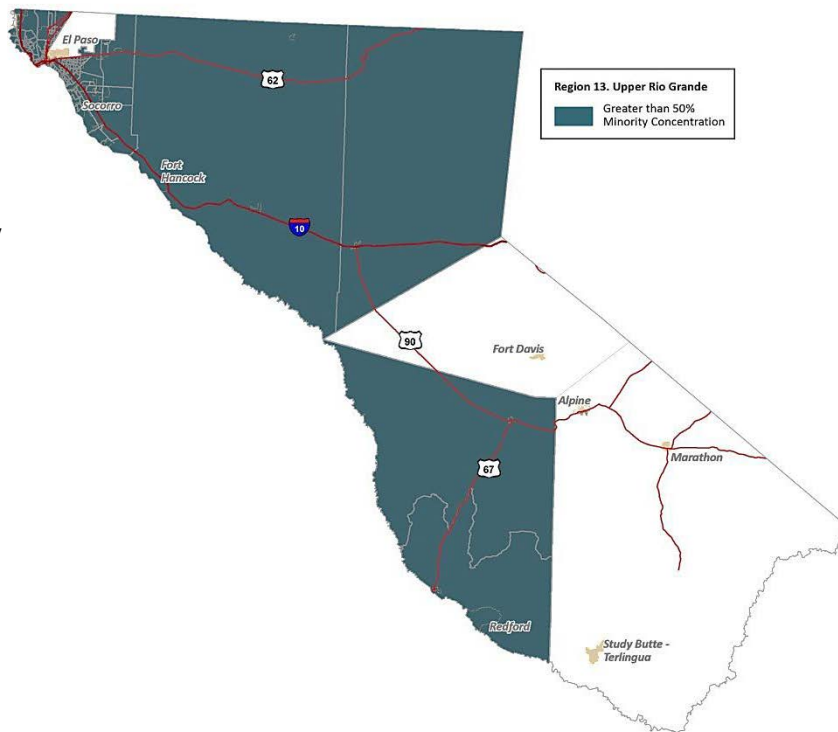 El Paso
62
Region 13. Upper Rio Grande
Greater than 50%
Minority Concentration
Socorro
Fort
Hancock
10
90
Fort Davis
Alpine
67
Marathon
Redford
Study Butte -
Terlingua